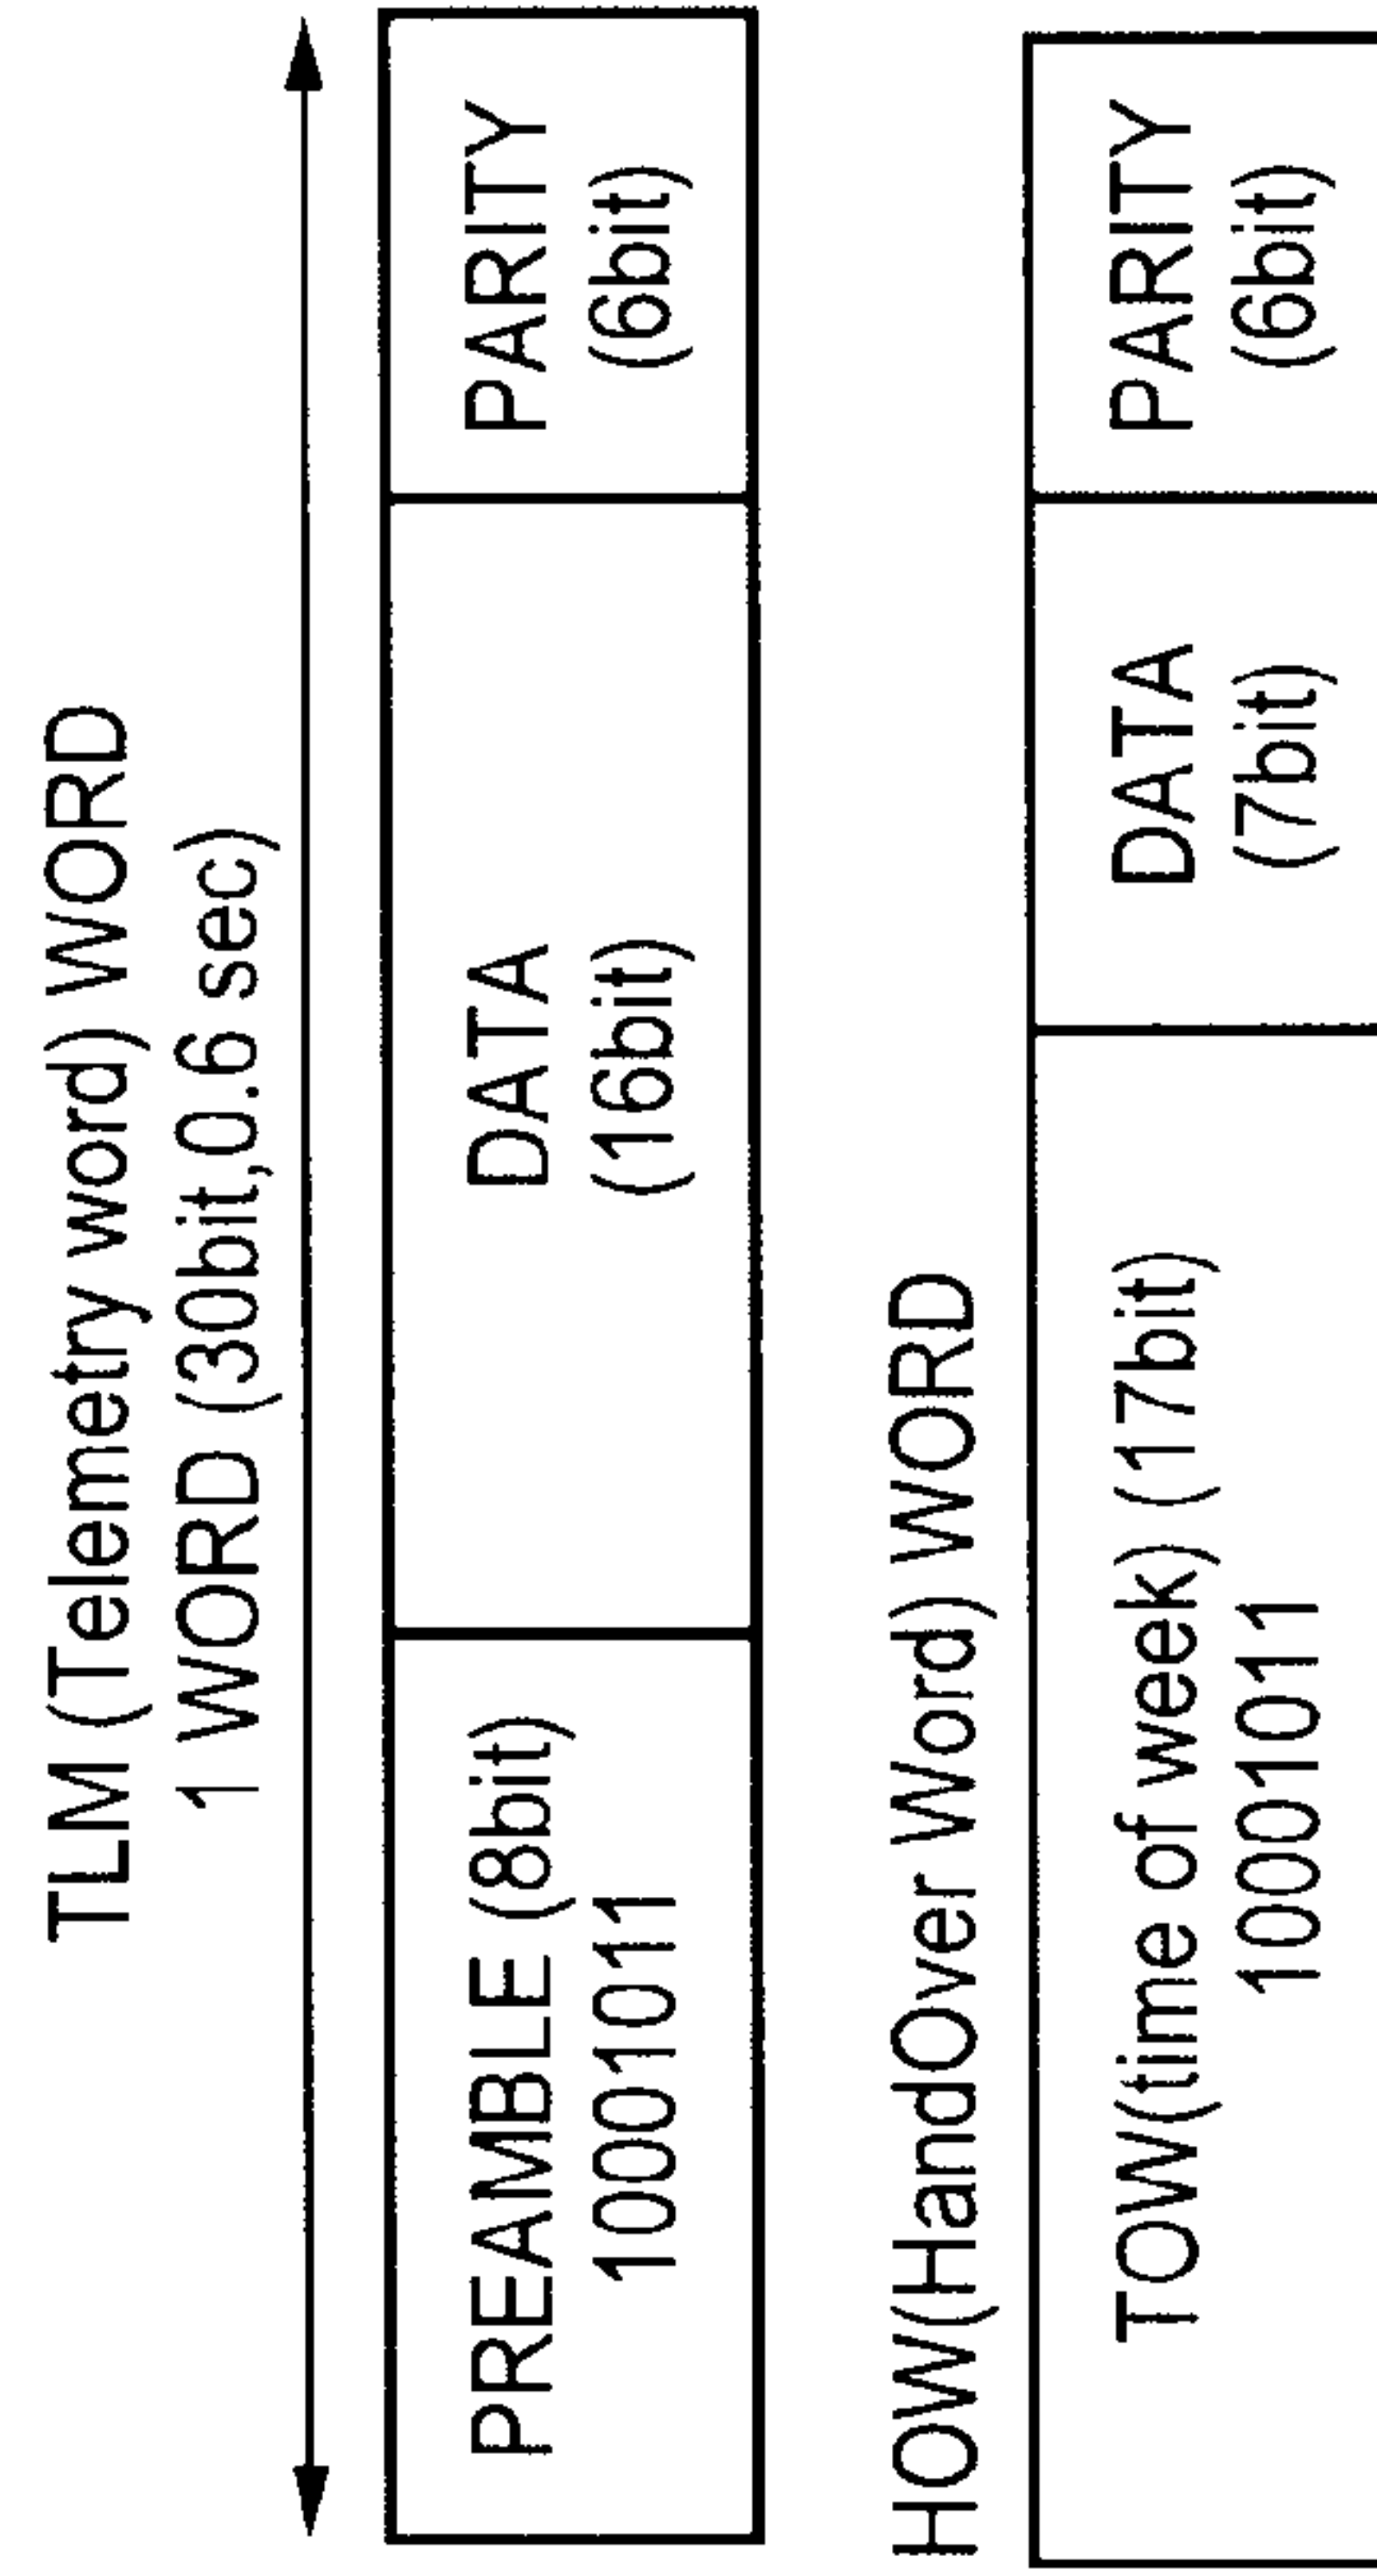 TLM (Telemetry word) WORD
1 WORD (30bit,0.6 sec)
PREAMBLE (8bit)
10001011
DATA
(16bit)
PARITY
(6bit)
HOW(HandOver Word) WORD
TOW(time of week) (17bit)
10001011
DATA
(7bit)
PARITY
(6bit)